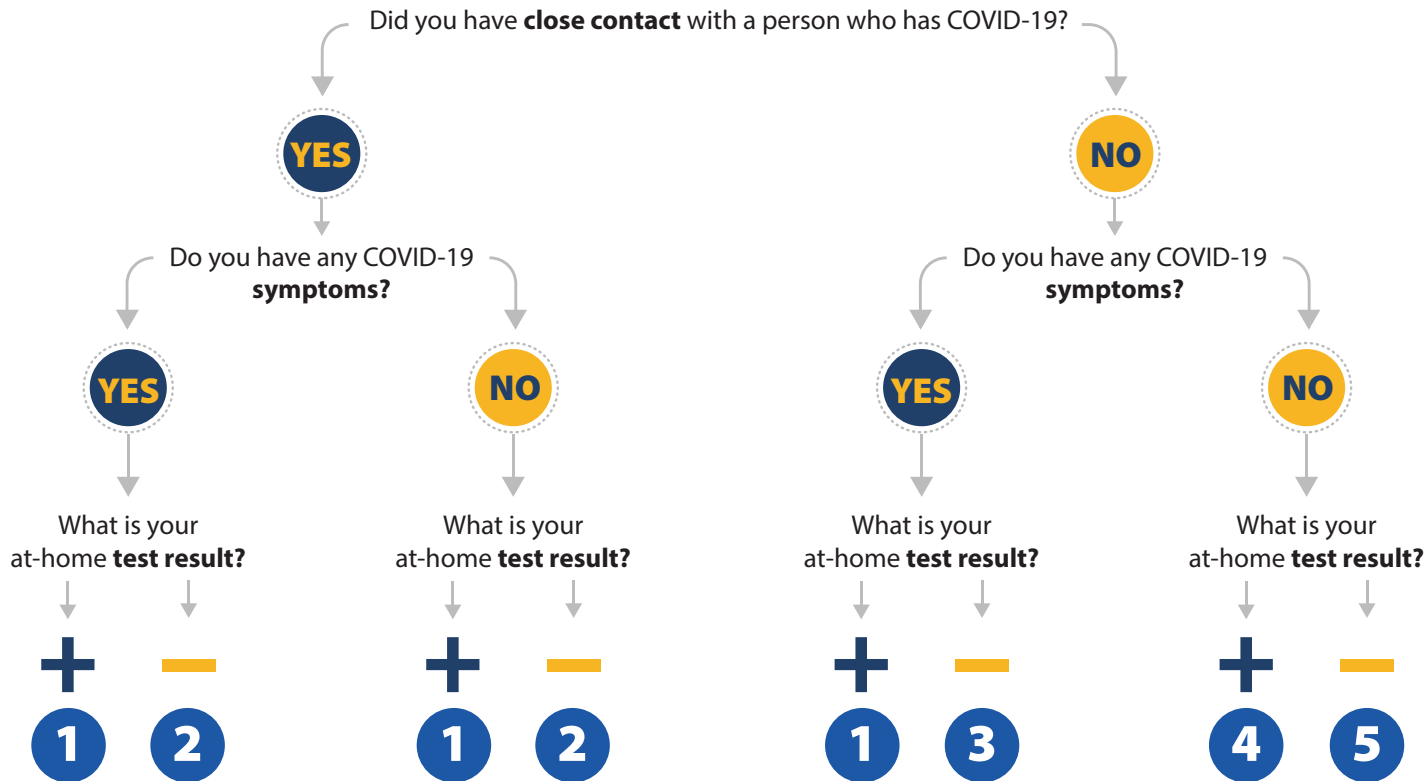 Did you have close contact with a person who has COVID-19?
YES
NO
Do you have any COVID-19
symptoms?
Do you have any COVID-19
symptoms?
YES
NO
YES
NO
What is your
at-home test result?
What is your
at-home test result?
What is your
at-home test result?
What is your
at-home test result?
+ −
+ −
+ −
+ −
1 2
1 2
1 3
4 5